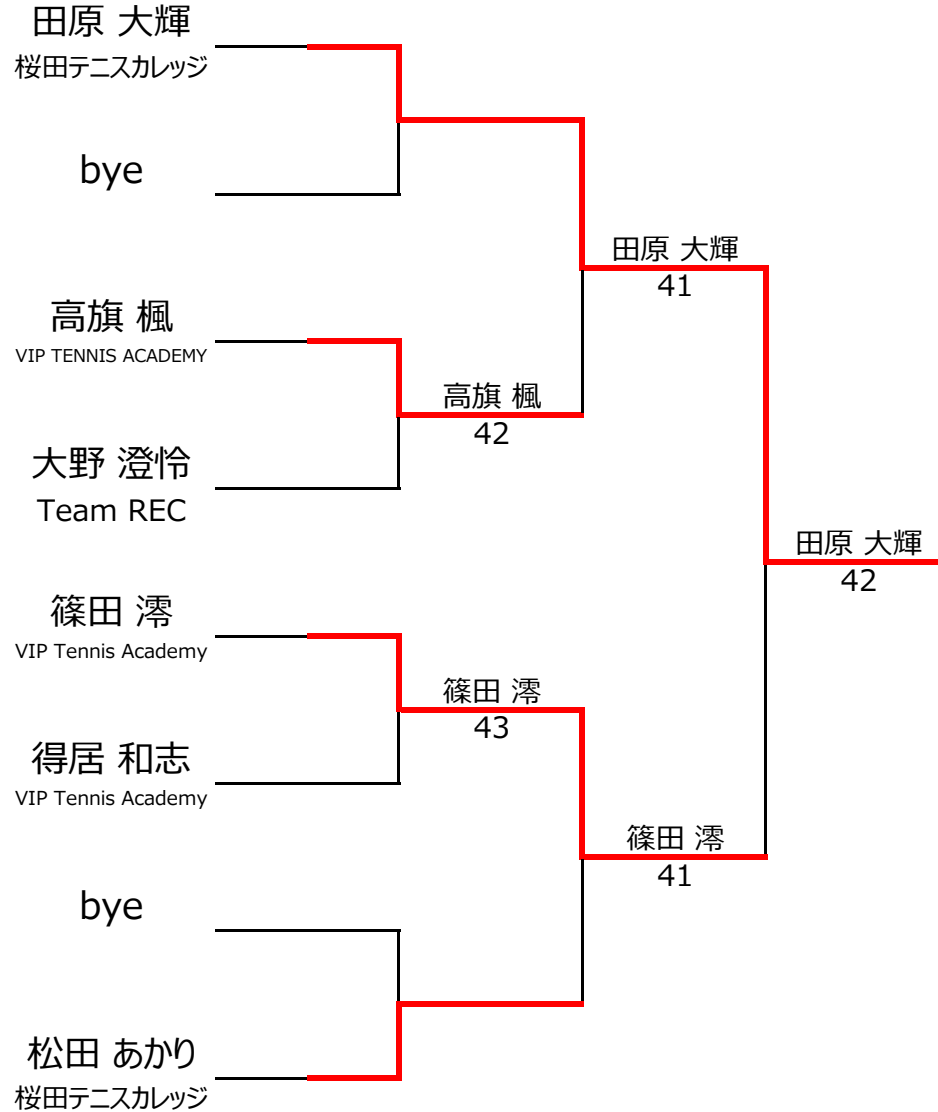 田原 大輝
桜田テニスカレッジ
bye
高旗 楓
VIP TENNIS ACADEMY
大野 澄怜
Team REC
篠田 澪
VIP Tennis Academy
得居 和志
VIP Tennis Academy
bye
松田 あかり
桜田テニスカレッジ
高旗 楓
42
篠田 澪
43
田原 大輝
41
篠田 澪
41
田原 大輝
42